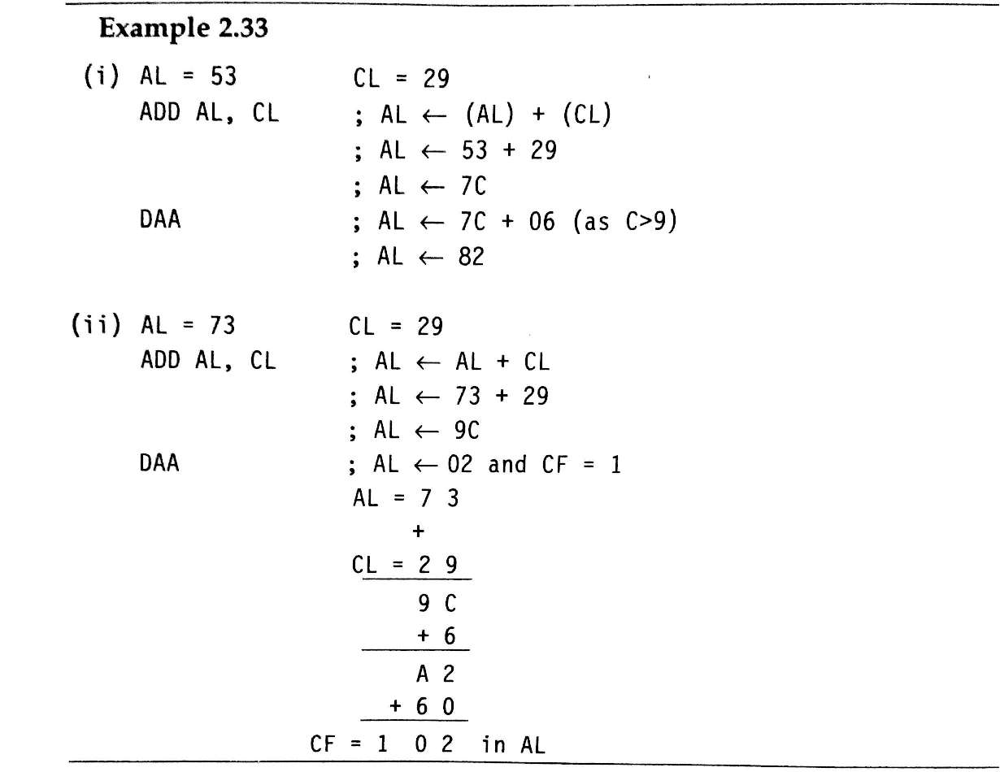 Example 2.33
(i) AL = 53 CL = 29
ADD AL, CL ; AL ← (AL) + (CL)
; AL ← 53 + 29
; AL ← 7C
DAA ; AL ← 7C + 06 (as C>9)
; AL ← 82
(ii) AL = 73 CL = 29
ADD AL, CL ; AL ← AL + CL
; AL ← 73 + 29
; AL ← 9C
DAA ; AL ← 02 and CF = 1
AL = 7 3
+
CL = 2 9
9 C
+ 6
A 2
+ 6 0
CF = 1 0 2 in AL